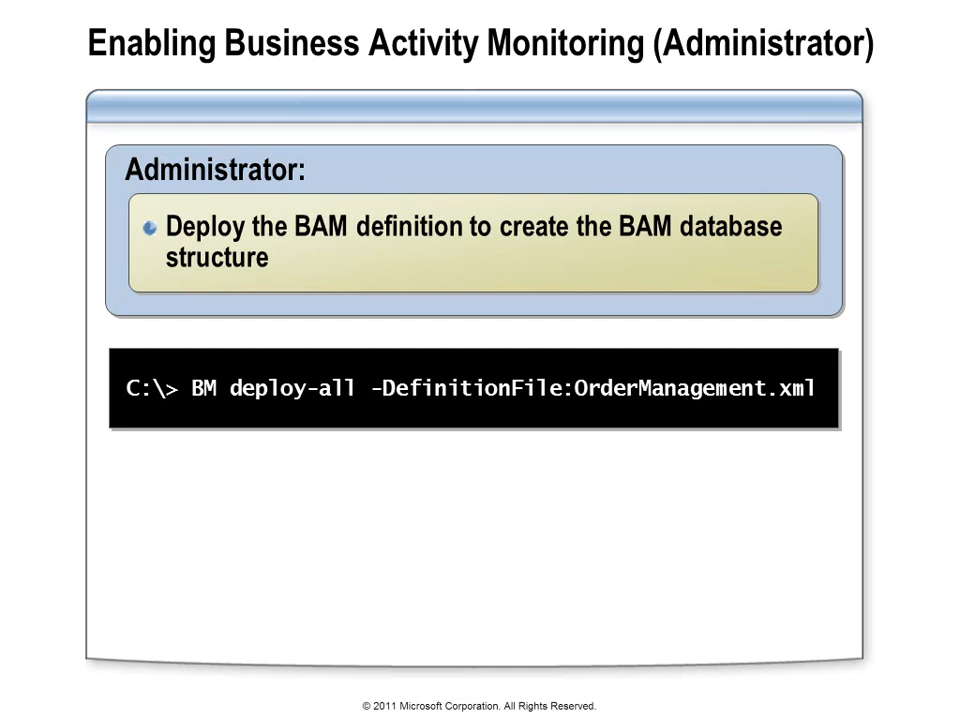 Enabling Business Activity Monitoring (Administrator)
Administrator:
Deploy the BAM definition to create the BAM database
structure
C:\> BM deploy-all -DefinitionFile:OrderManagement.xml
© 2011 Microsoft Corporation. All Rights Reserved.